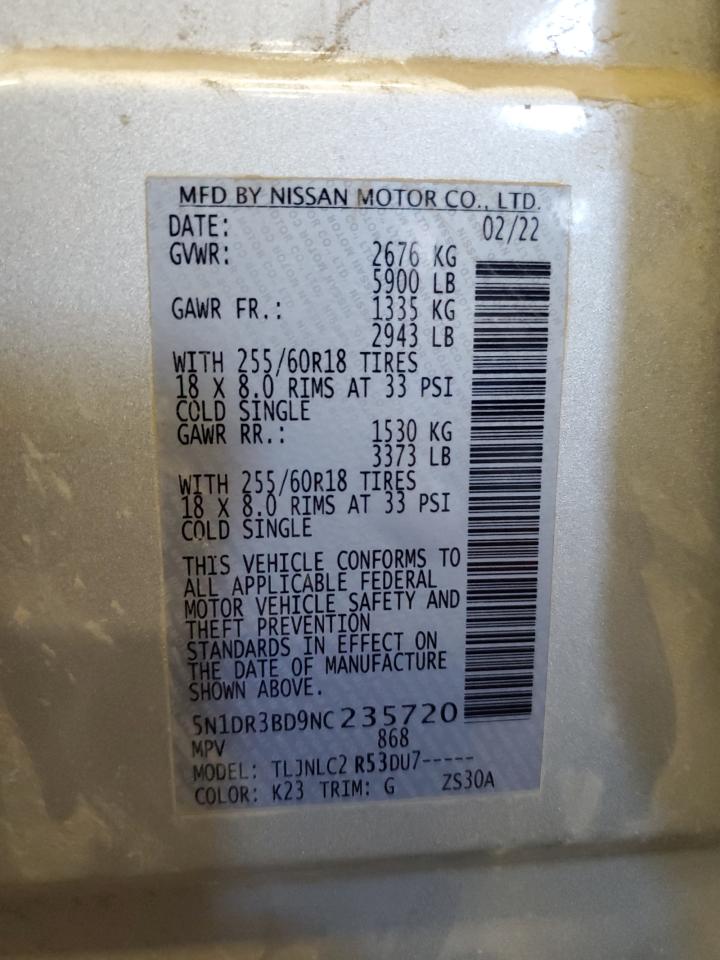 MFD BY NISSAN MOTOR CO., LTD.
DATE: 02/22
GVWR: 2676 KG
5900 LB
GAWR FR.: 1335 KG
2943 LB
WITH 255/60R18 TIRES
18 X 8.0 RIMS AT 33 PSI
COLD SINGLE
GAWR RR.: 1530 KG
3373 LB
WITH 255/60R18 TIRES
18 X 8.0 RIMS AT 33 PSI
COLD SINGLE
THIS VEHICLE CONFORMS TO
ALL APPLICABLE FEDERAL
MOTOR VEHICLE SAFETY AND
THEFT PREVENTION
STANDARDS IN EFFECT ON
THE DATE OF MANUFACTURE
SHOWN ABOVE.
5N1DR3BD9NC235720
MPV 868
MODEL: TLJNLC2 R53DU7-----
COLOR: K23 TRIM: G ZS30A